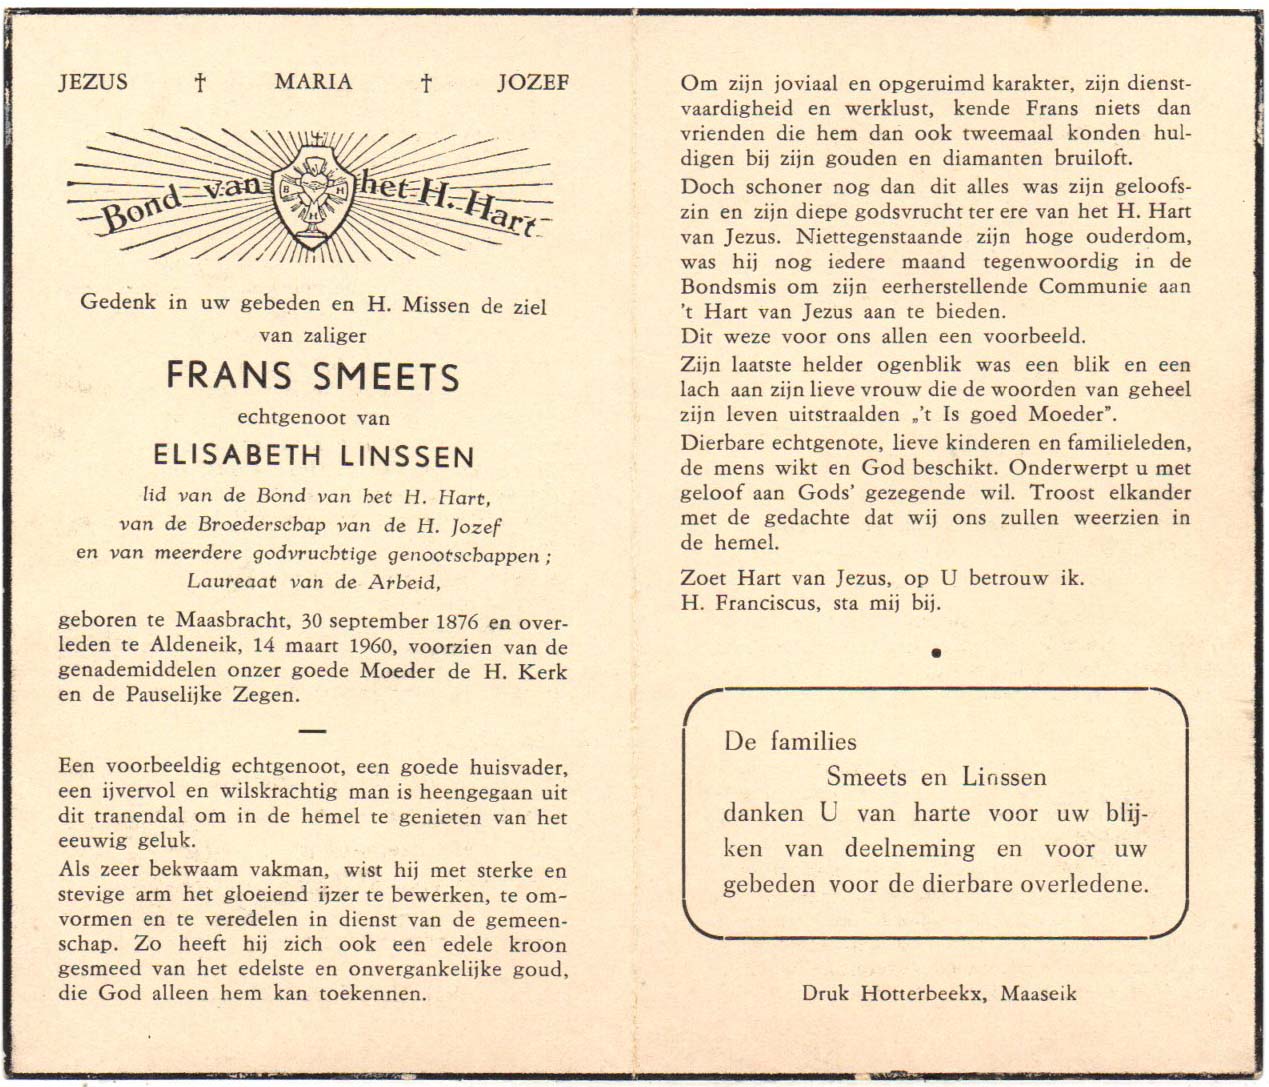 JEZUS † MARIA † JOZEF
Bond van het H. Hart
B H
H
Gedenk in uw gebeden en H. Missen de ziel
van zaliger
FRANS SMEETS
echtgenoot van
ELISABETH LINSSEN
lid van de Bond van het H. Hart,
van de Broederschap van de H. Jozef
en van meerdere godvruchtige genootschappen ;
Laureaat van de Arbeid,
geboren te Maasbracht, 30 september 1876 en over-
leden te Aldeneik, 14 maart 1960, voorzien van de
genademiddelen onzer goede Moeder de H. Kerk
en de Pauselijke Zegen.
—
Een voorbeeldig echtgenoot, een goede huisvader,
een ijvervol en wilskrachtig man is heengegaan uit
dit tranendal om in de hemel te genieten van het
eeuwig geluk.
Als zeer bekwaam vakman, wist hij met sterke en
stevige arm het gloeiend ijzer te bewerken, te om-
vormen en te veredelen in dienst van de gemeen-
schap. Zo heeft hij zich ook een edele kroon
gesmeed van het edelste en onvergankelijke goud,
die God alleen hem kan toekennen.
Om zijn joviaal en opgeruimd karakter, zijn dienst-
vaardigheid en werklust, kende Frans niets dan
vrienden die hem dan ook tweemaal konden hul-
digen bij zijn gouden en diamanten bruiloft.
Doch schoner nog dan dit alles was zijn geloofs-
zin en zijn diepe godsvrucht ter ere van het H. Hart
van Jezus. Niettegenstaande zijn hoge ouderdom,
was hij nog iedere maand tegenwoordig in de
Bondsmis om zijn eerherstellende Communie aan
't Hart van Jezus aan te bieden.
Dit weze voor ons allen een voorbeeld.
Zijn laatste helder ogenblik was een blik en een
lach aan zijn lieve vrouw die de woorden van geheel
zijn leven uitstraalden „'t Is goed Moeder”.
Dierbare echtgenote, lieve kinderen en familieleden,
de mens wikt en God beschikt. Onderwerpt u met
geloof aan Gods' gezegende wil. Troost elkander
met de gedachte dat wij ons zullen weerzien in
de hemel.
Zoet Hart van Jezus, op U betrouw ik.
H. Franciscus, sta mij bij.
•
De families
Smeets en Linssen
danken U van harte voor uw blij-
ken van deelneming en voor uw
gebeden voor de dierbare overledene.
Druk Hotterbeekx, Maaseik